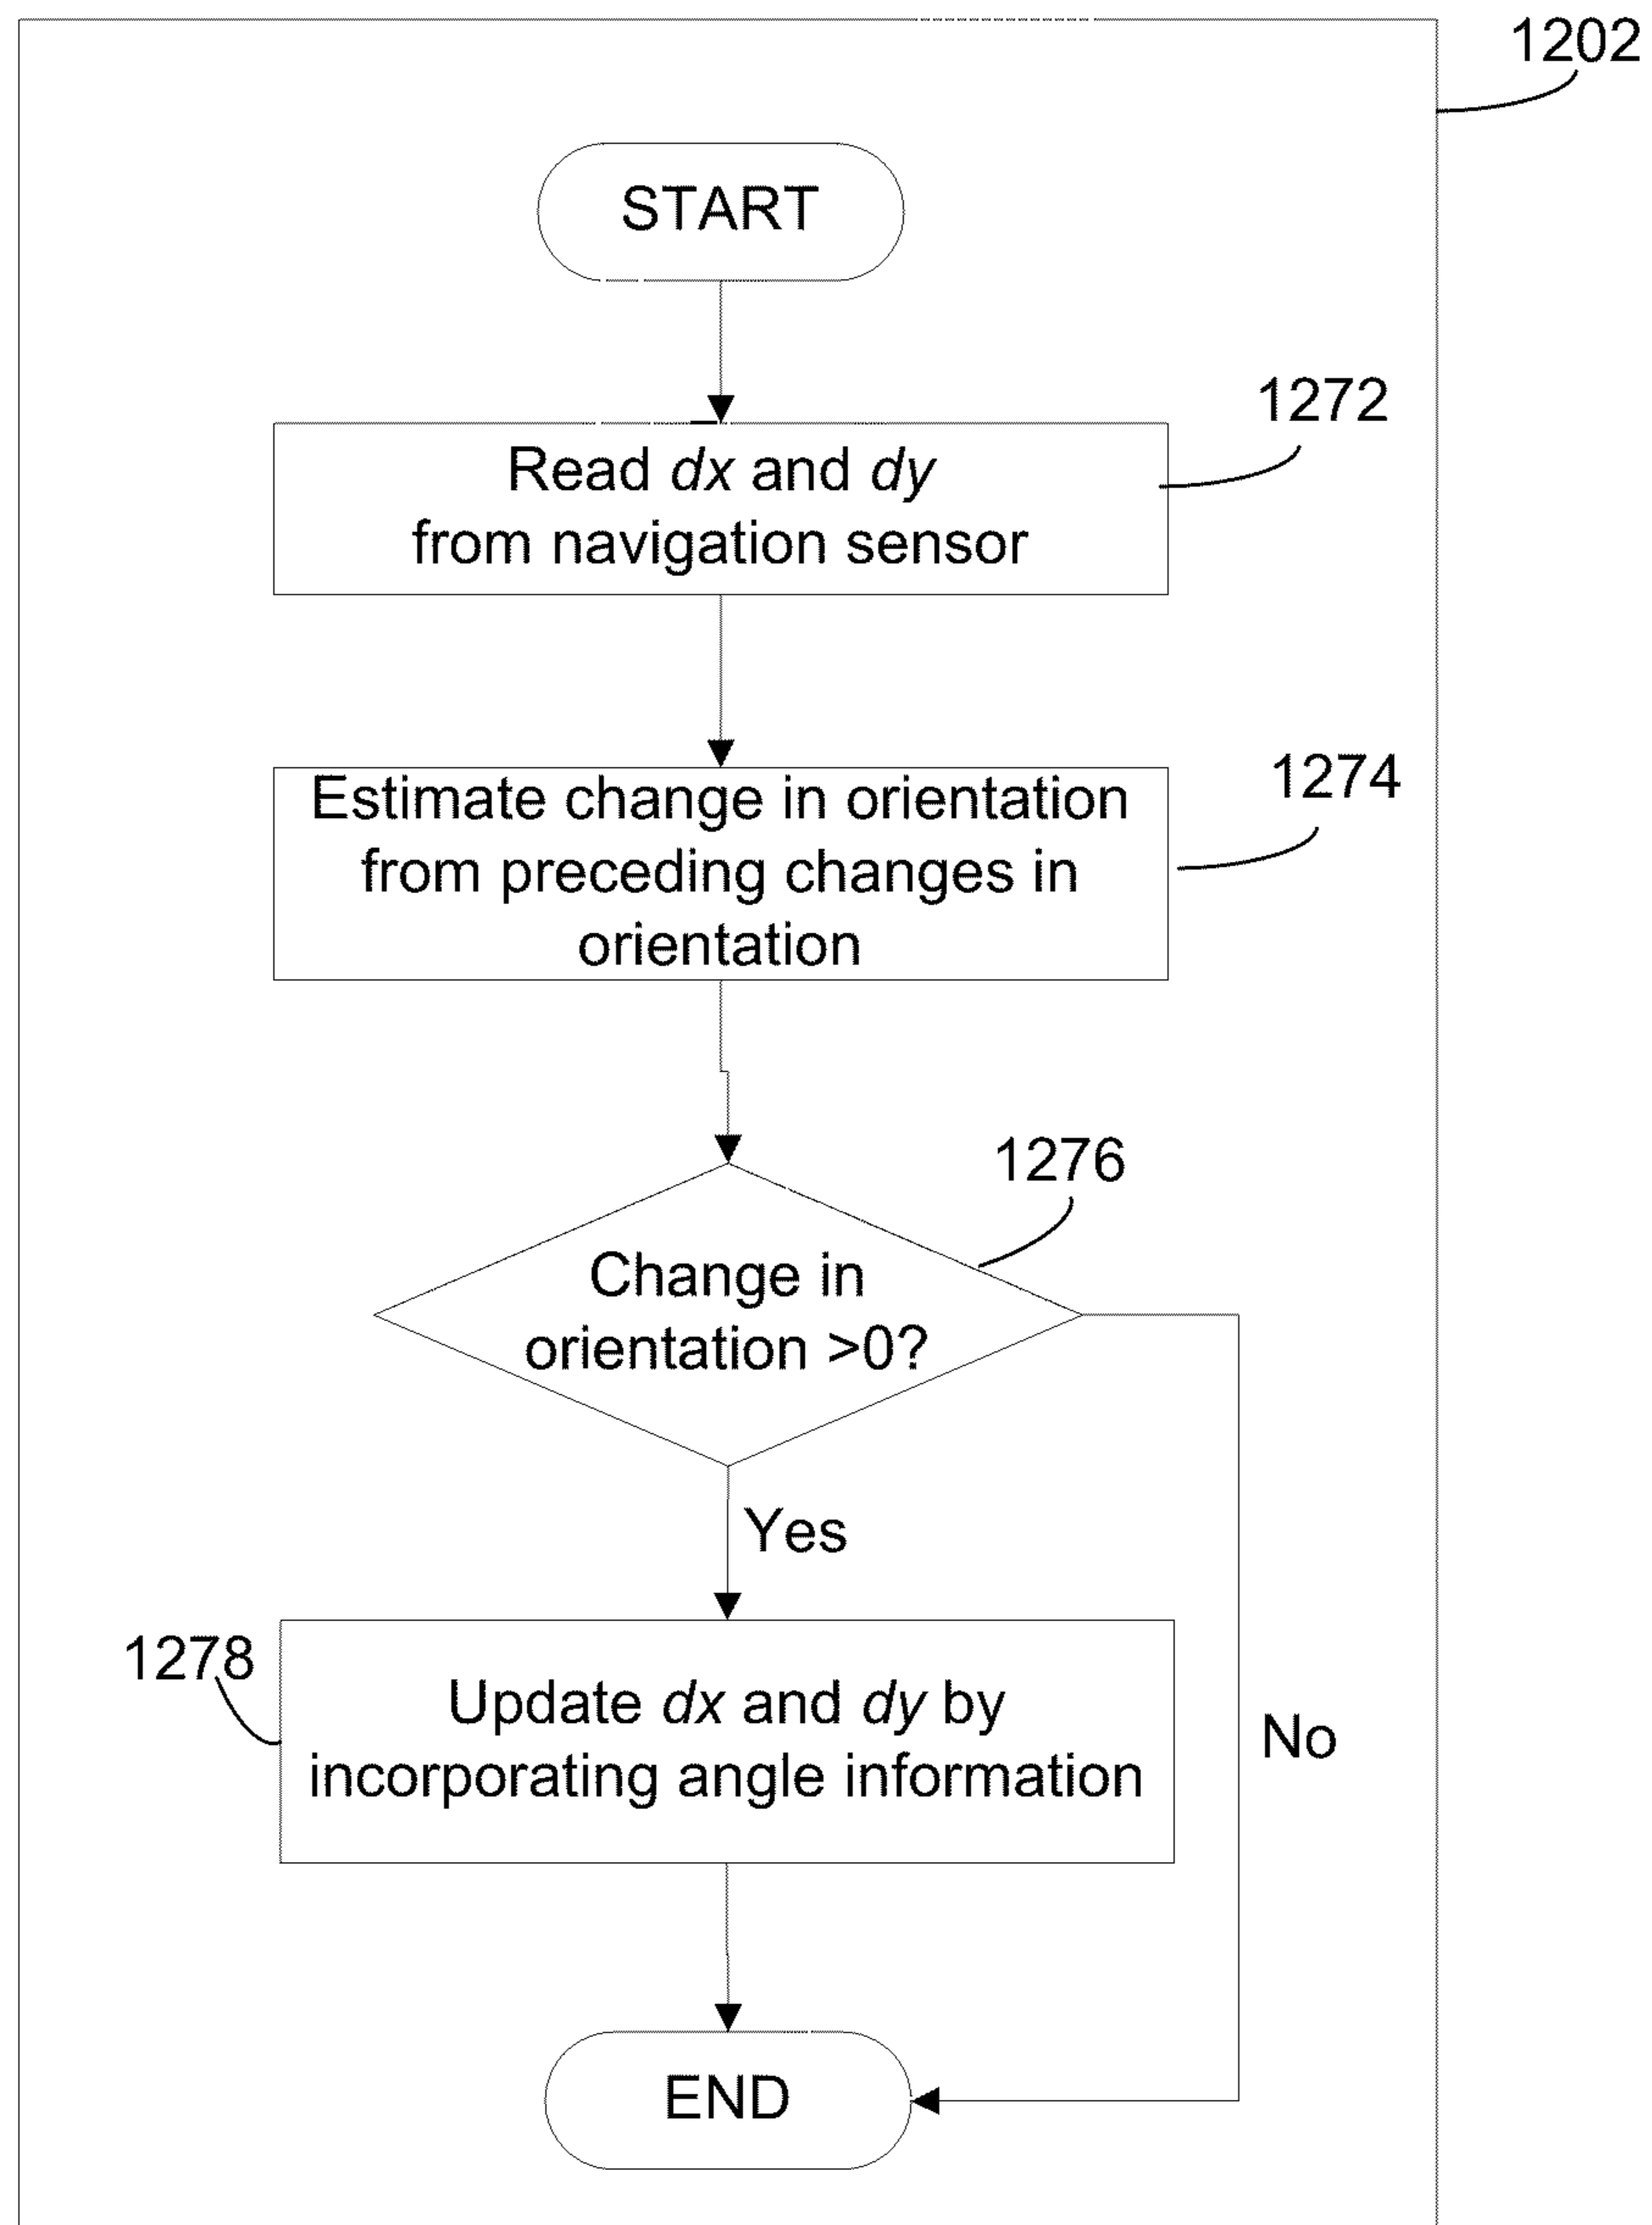 1202
START
1272
Read dx and dy
from navigation sensor
1274
Estimate change in orientation
from preceding changes in
orientation
1276
Change in
orientation >0?
Yes
1278
Update dx and dy by
incorporating angle information
No
END